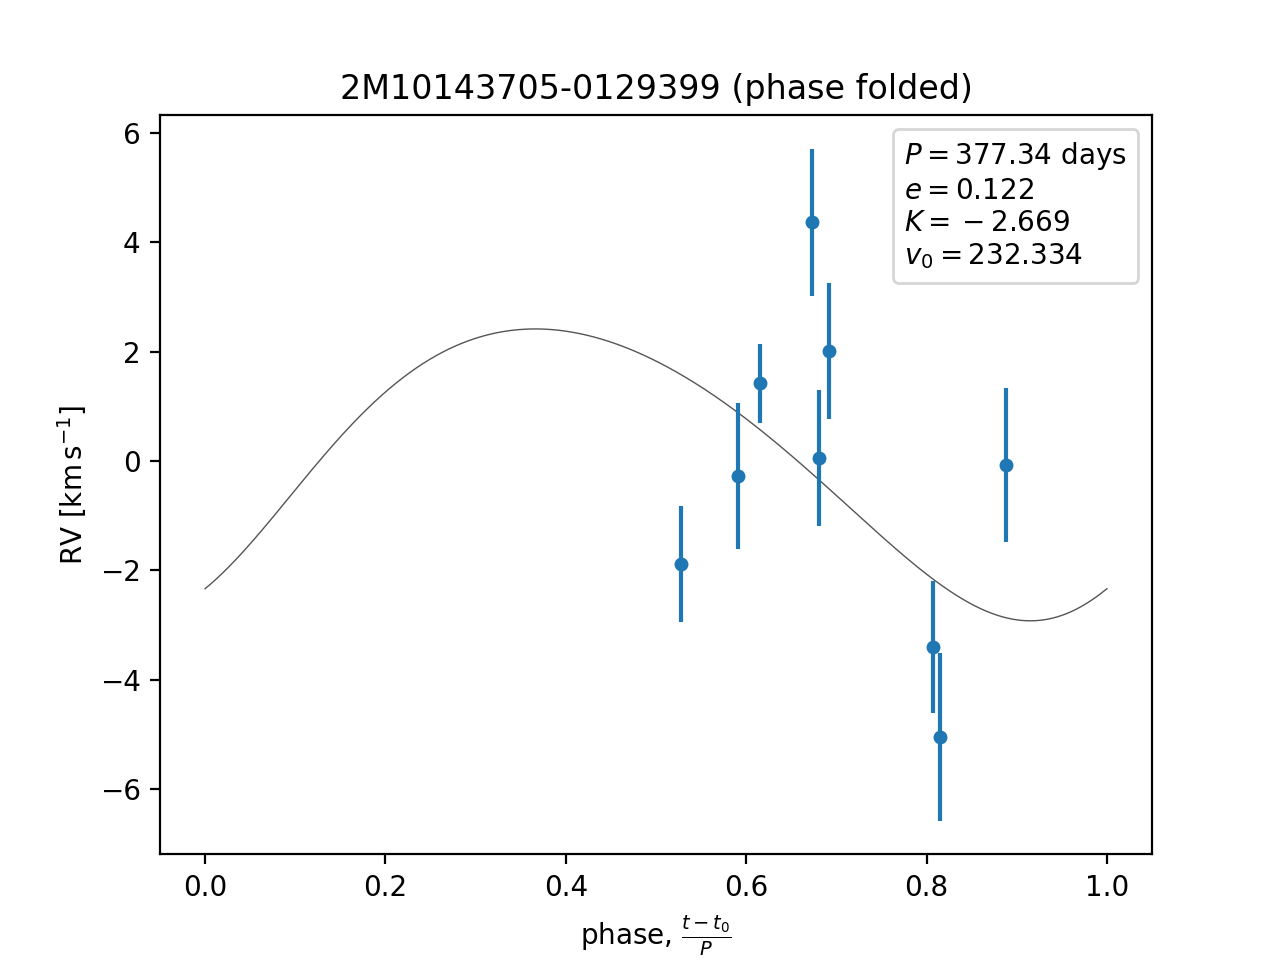 2M10143705-0129399 (phase folded)
P = 377.34 days
e = 0.122
K = −2.669
v₀ = 232.334
6
4
2
0
−2
−4
−6
RV [km s⁻¹]
0.0 0.2 0.4 0.6 0.8 1.0
phase, (t − t₀)/P